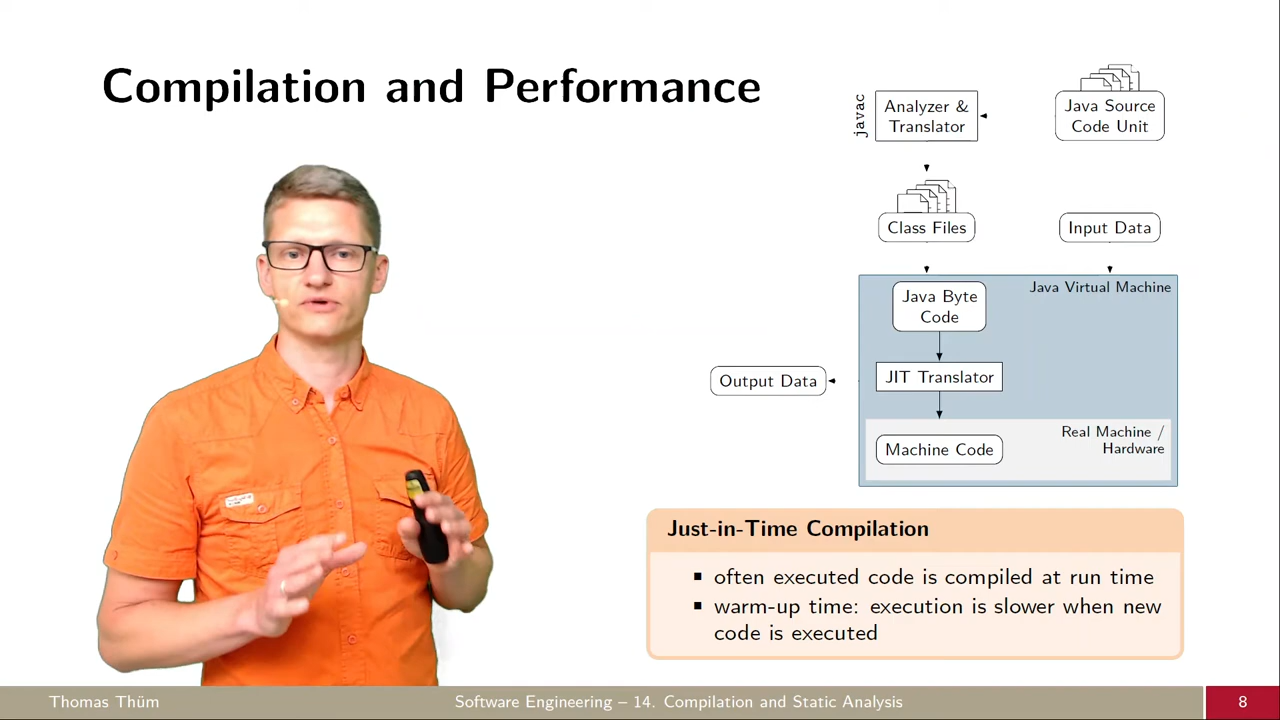 Compilation and Performance
javac
Analyzer &
Translator
Java Source
Code Unit
Class Files
Input Data
Java Virtual Machine
Java Byte
Code
JIT Translator
Output Data
Real Machine /
Hardware
Machine Code
Just-in-Time Compilation
▪ often executed code is compiled at run time
▪ warm-up time: execution is slower when new
code is executed
Thomas Thüm
Software Engineering – 14. Compilation and Static Analysis
8